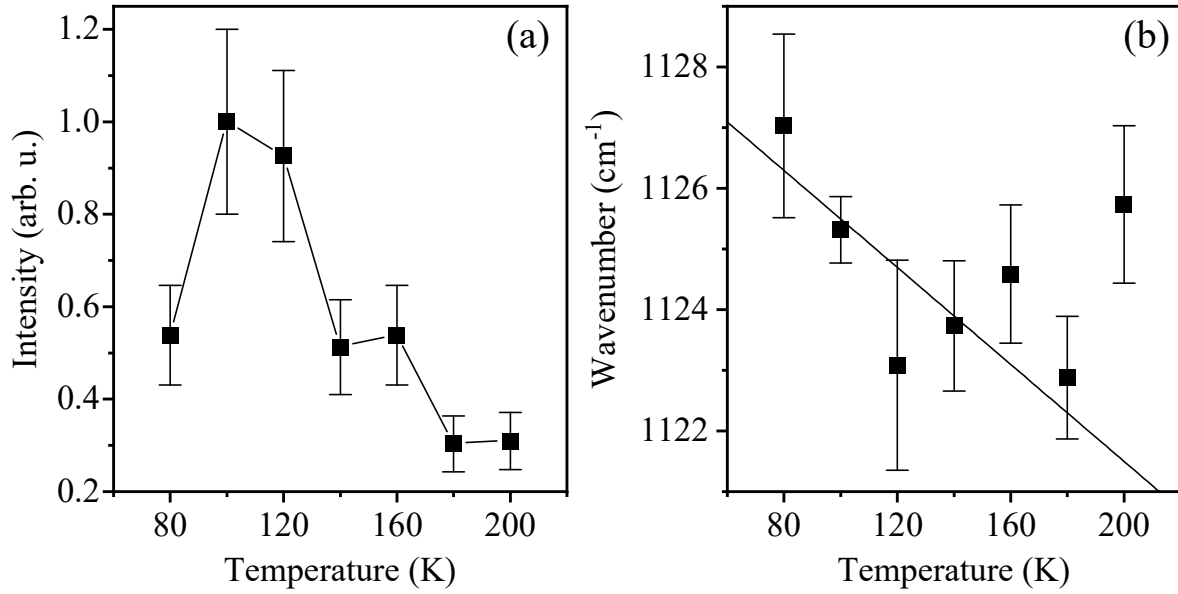 (a)
1.2
1.0
0.8
0.6
0.4
0.2
Intensity (arb. u.)
80 120 160 200
Temperature (K)
(b)
1128
1126
1124
1122
Wavenumber (cm⁻¹)
80 120 160 200
Temperature (K)